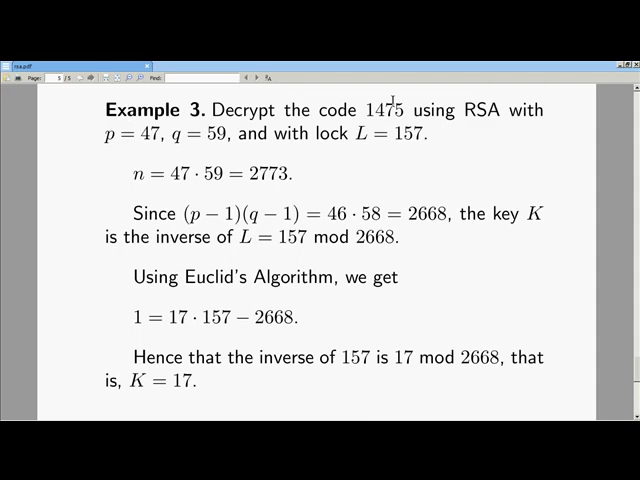 rsa.pdf
Page: 5 / 5 Find:
Example 3. Decrypt the code 1475 using RSA with
p = 47, q = 59, and with lock L = 157.
n = 47 · 59 = 2773.
Since (p − 1)(q − 1) = 46 · 58 = 2668, the key K
is the inverse of L = 157 mod 2668.
Using Euclid's Algorithm, we get
1 = 17 · 157 − 2668.
Hence that the inverse of 157 is 17 mod 2668, that
is, K = 17.